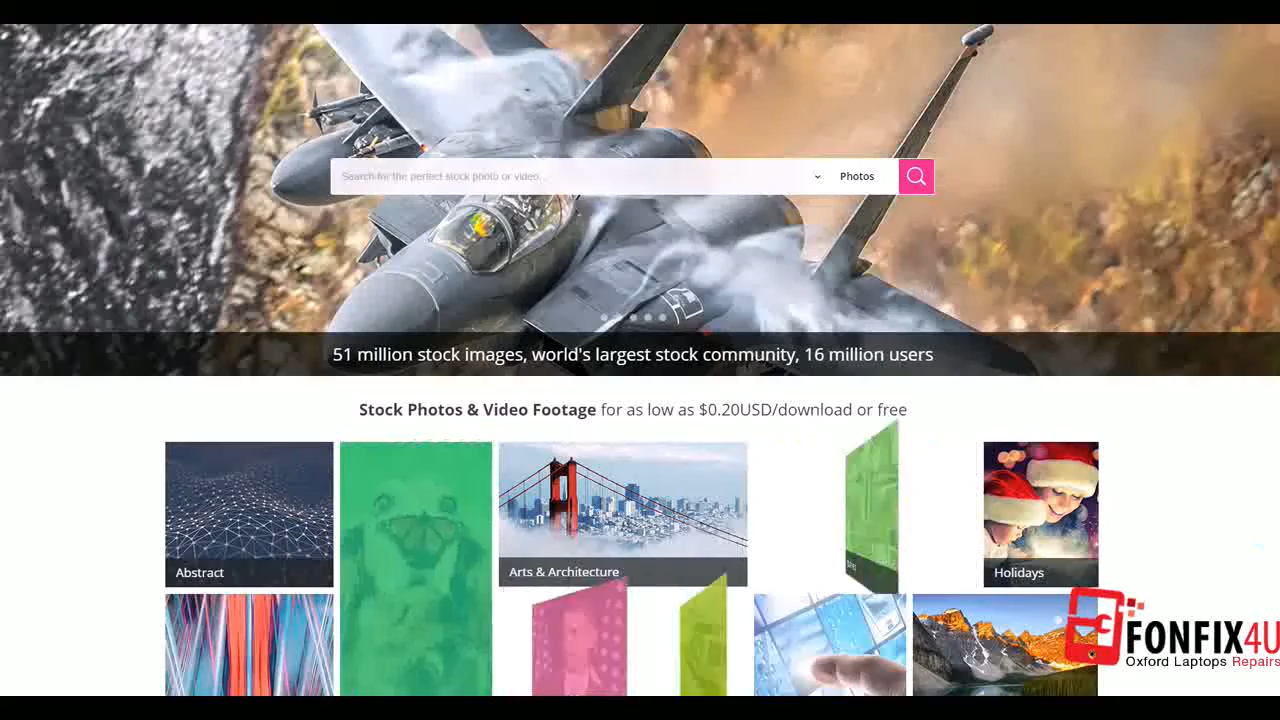 Search for the perfect stock photo or video...
Photos
51 million stock images, world's largest stock community, 16 million users
Stock Photos & Video Footage for as low as $0.20USD/download or free
Abstract
Arts & Architecture
Holidays
FONFIX4U
Oxford Laptops Repairs